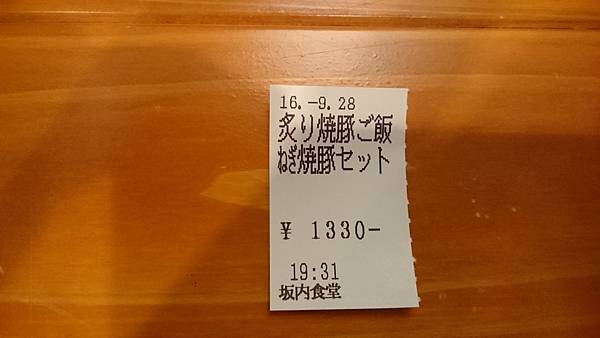 16.-9.28
炙り焼豚ご飯
ねぎ焼豚セット
¥ 1330-
19:31
坂内食堂